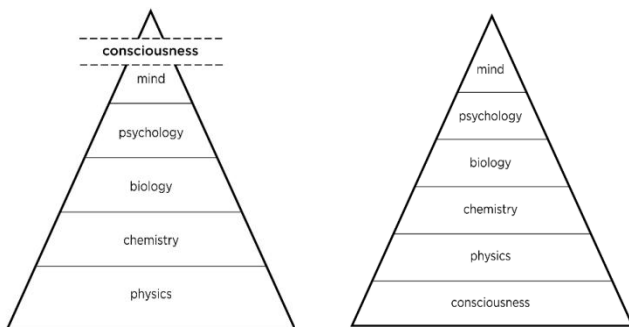 consciousness
mind
psychology
biology
chemistry
physics
mind
psychology
biology
chemistry
physics
consciousness